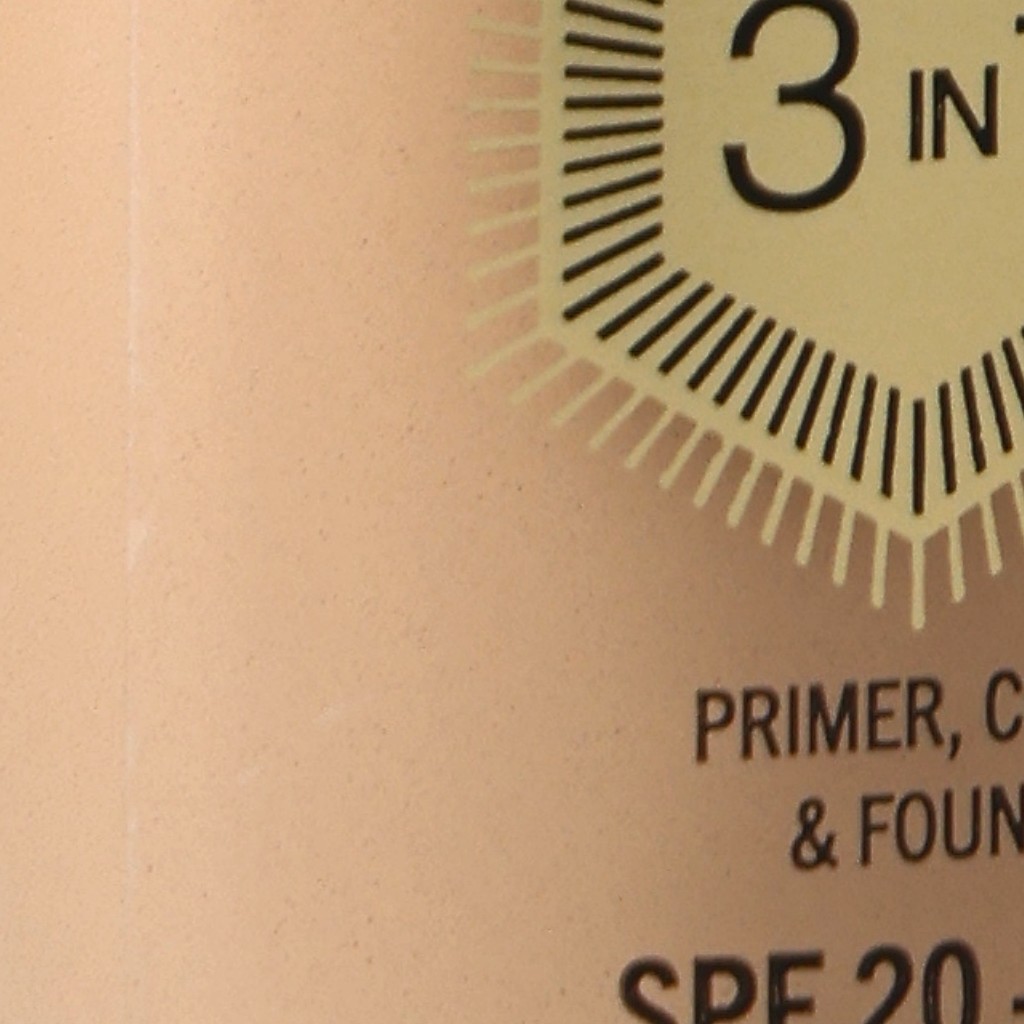 3 IN
PRIMER, C
& FOUN
SPF 20